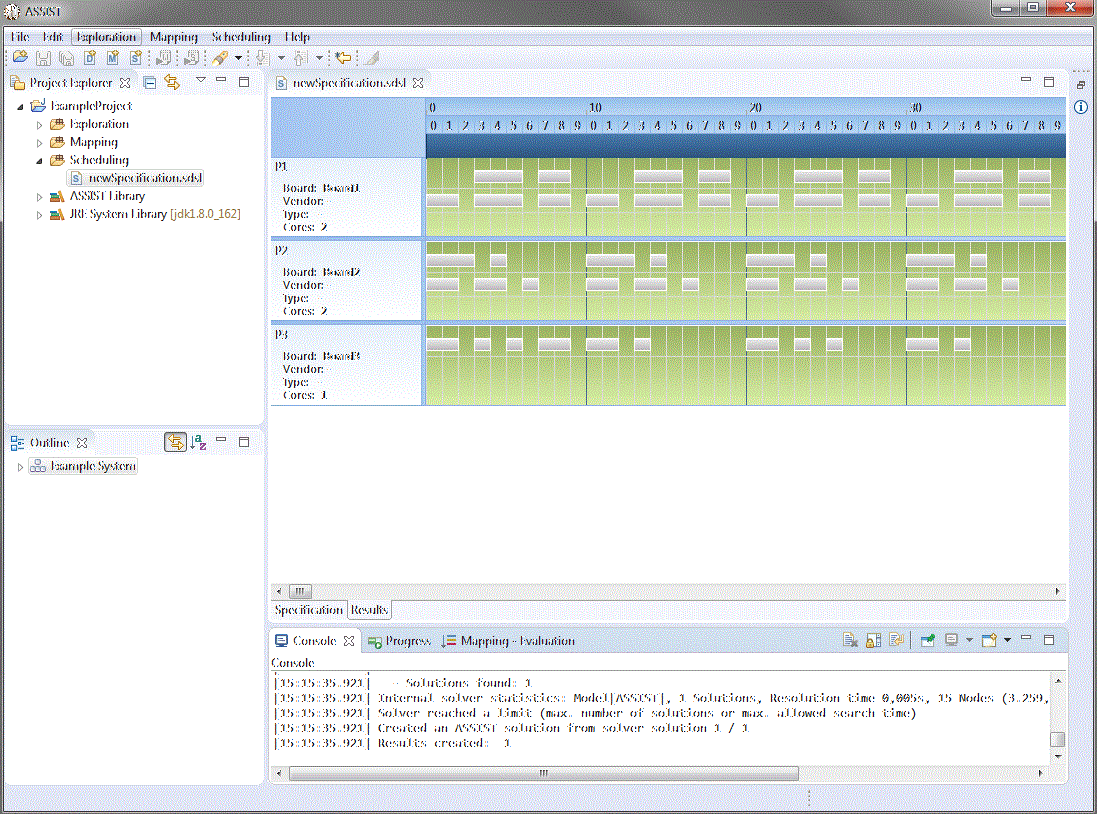 ASSIST
File Edit Exploration Mapping Scheduling Help
Project Explorer
ExampleProject
Exploration
Mapping
Scheduling
newSpecification.sdsl
ASSIST Library
JRE System Library [jdk1.8.0_162]
Outline
Example System
newSpecification.sdsl
0 10 20 30
0 1 2 3 4 5 6 7 8 9 0 1 2 3 4 5 6 7 8 9 0 1 2 3 4 5 6 7 8 9 0 1 2 3 4 5 6 7 8 9
P1
Board: Board1
Vendor: -
Type: -
Cores: 2
P2
Board: Board2
Vendor: -
Type: -
Cores: 2
P3
Board: Board3
Vendor: -
Type: -
Cores: 1
Specification Results
Console Progress Mapping - Evaluation
Console
[15:15:35.921] - Solutions found: 1
[15:15:35.921] Internal solver statistics: Model[ASSIST], 1 Solutions, Resolution time 0,005s, 15 Nodes (3.259,
[15:15:35.921] Solver reached a limit (max. number of solutions or max. allowed search time)
[15:15:35.921] Created an ASSIST solution from solver solution 1 / 1
[15:15:35.921] Results created: 1